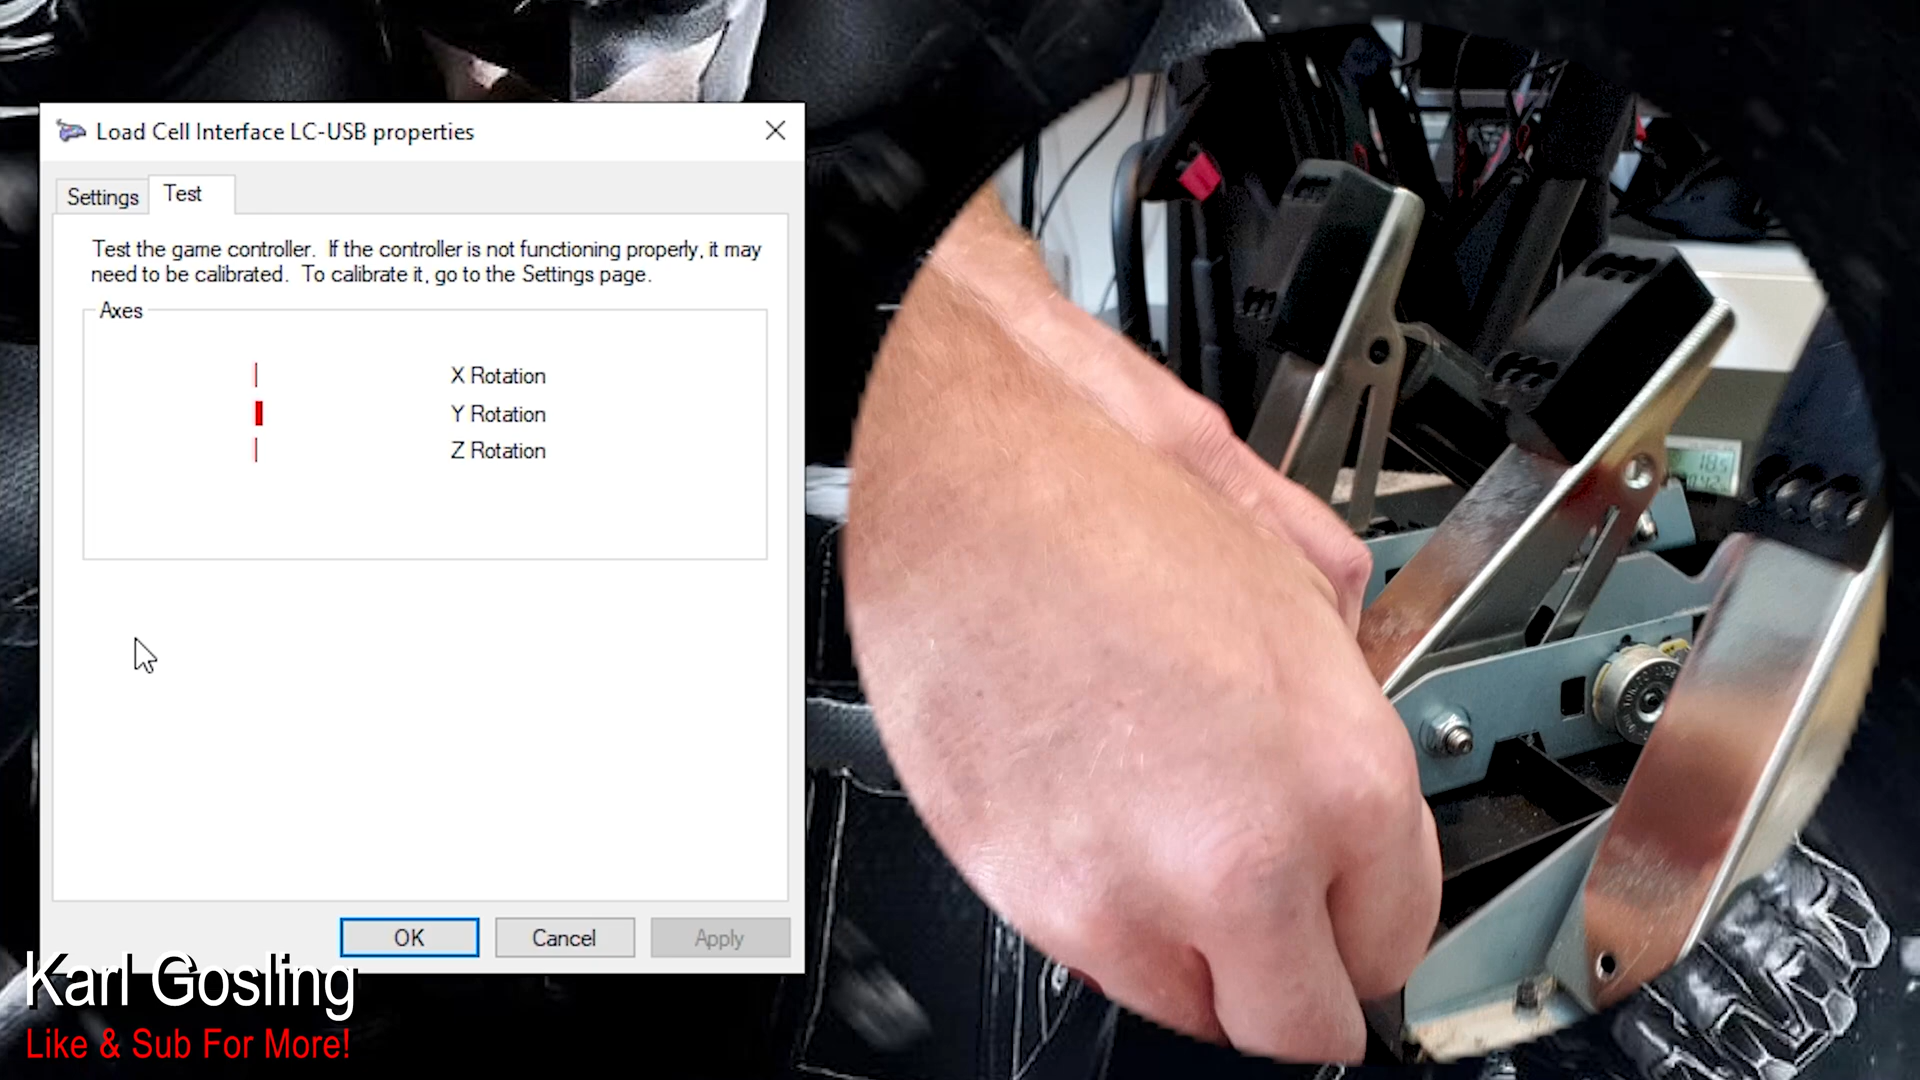 Load Cell Interface LC-USB properties
Settings
Test
Test the game controller.  If the controller is not functioning properly, it may
need to be calibrated.  To calibrate it, go to the Settings page.
Axes
X Rotation
Y Rotation
Z Rotation
OK
Cancel
Apply
Karl Gosling
Like & Sub For More!